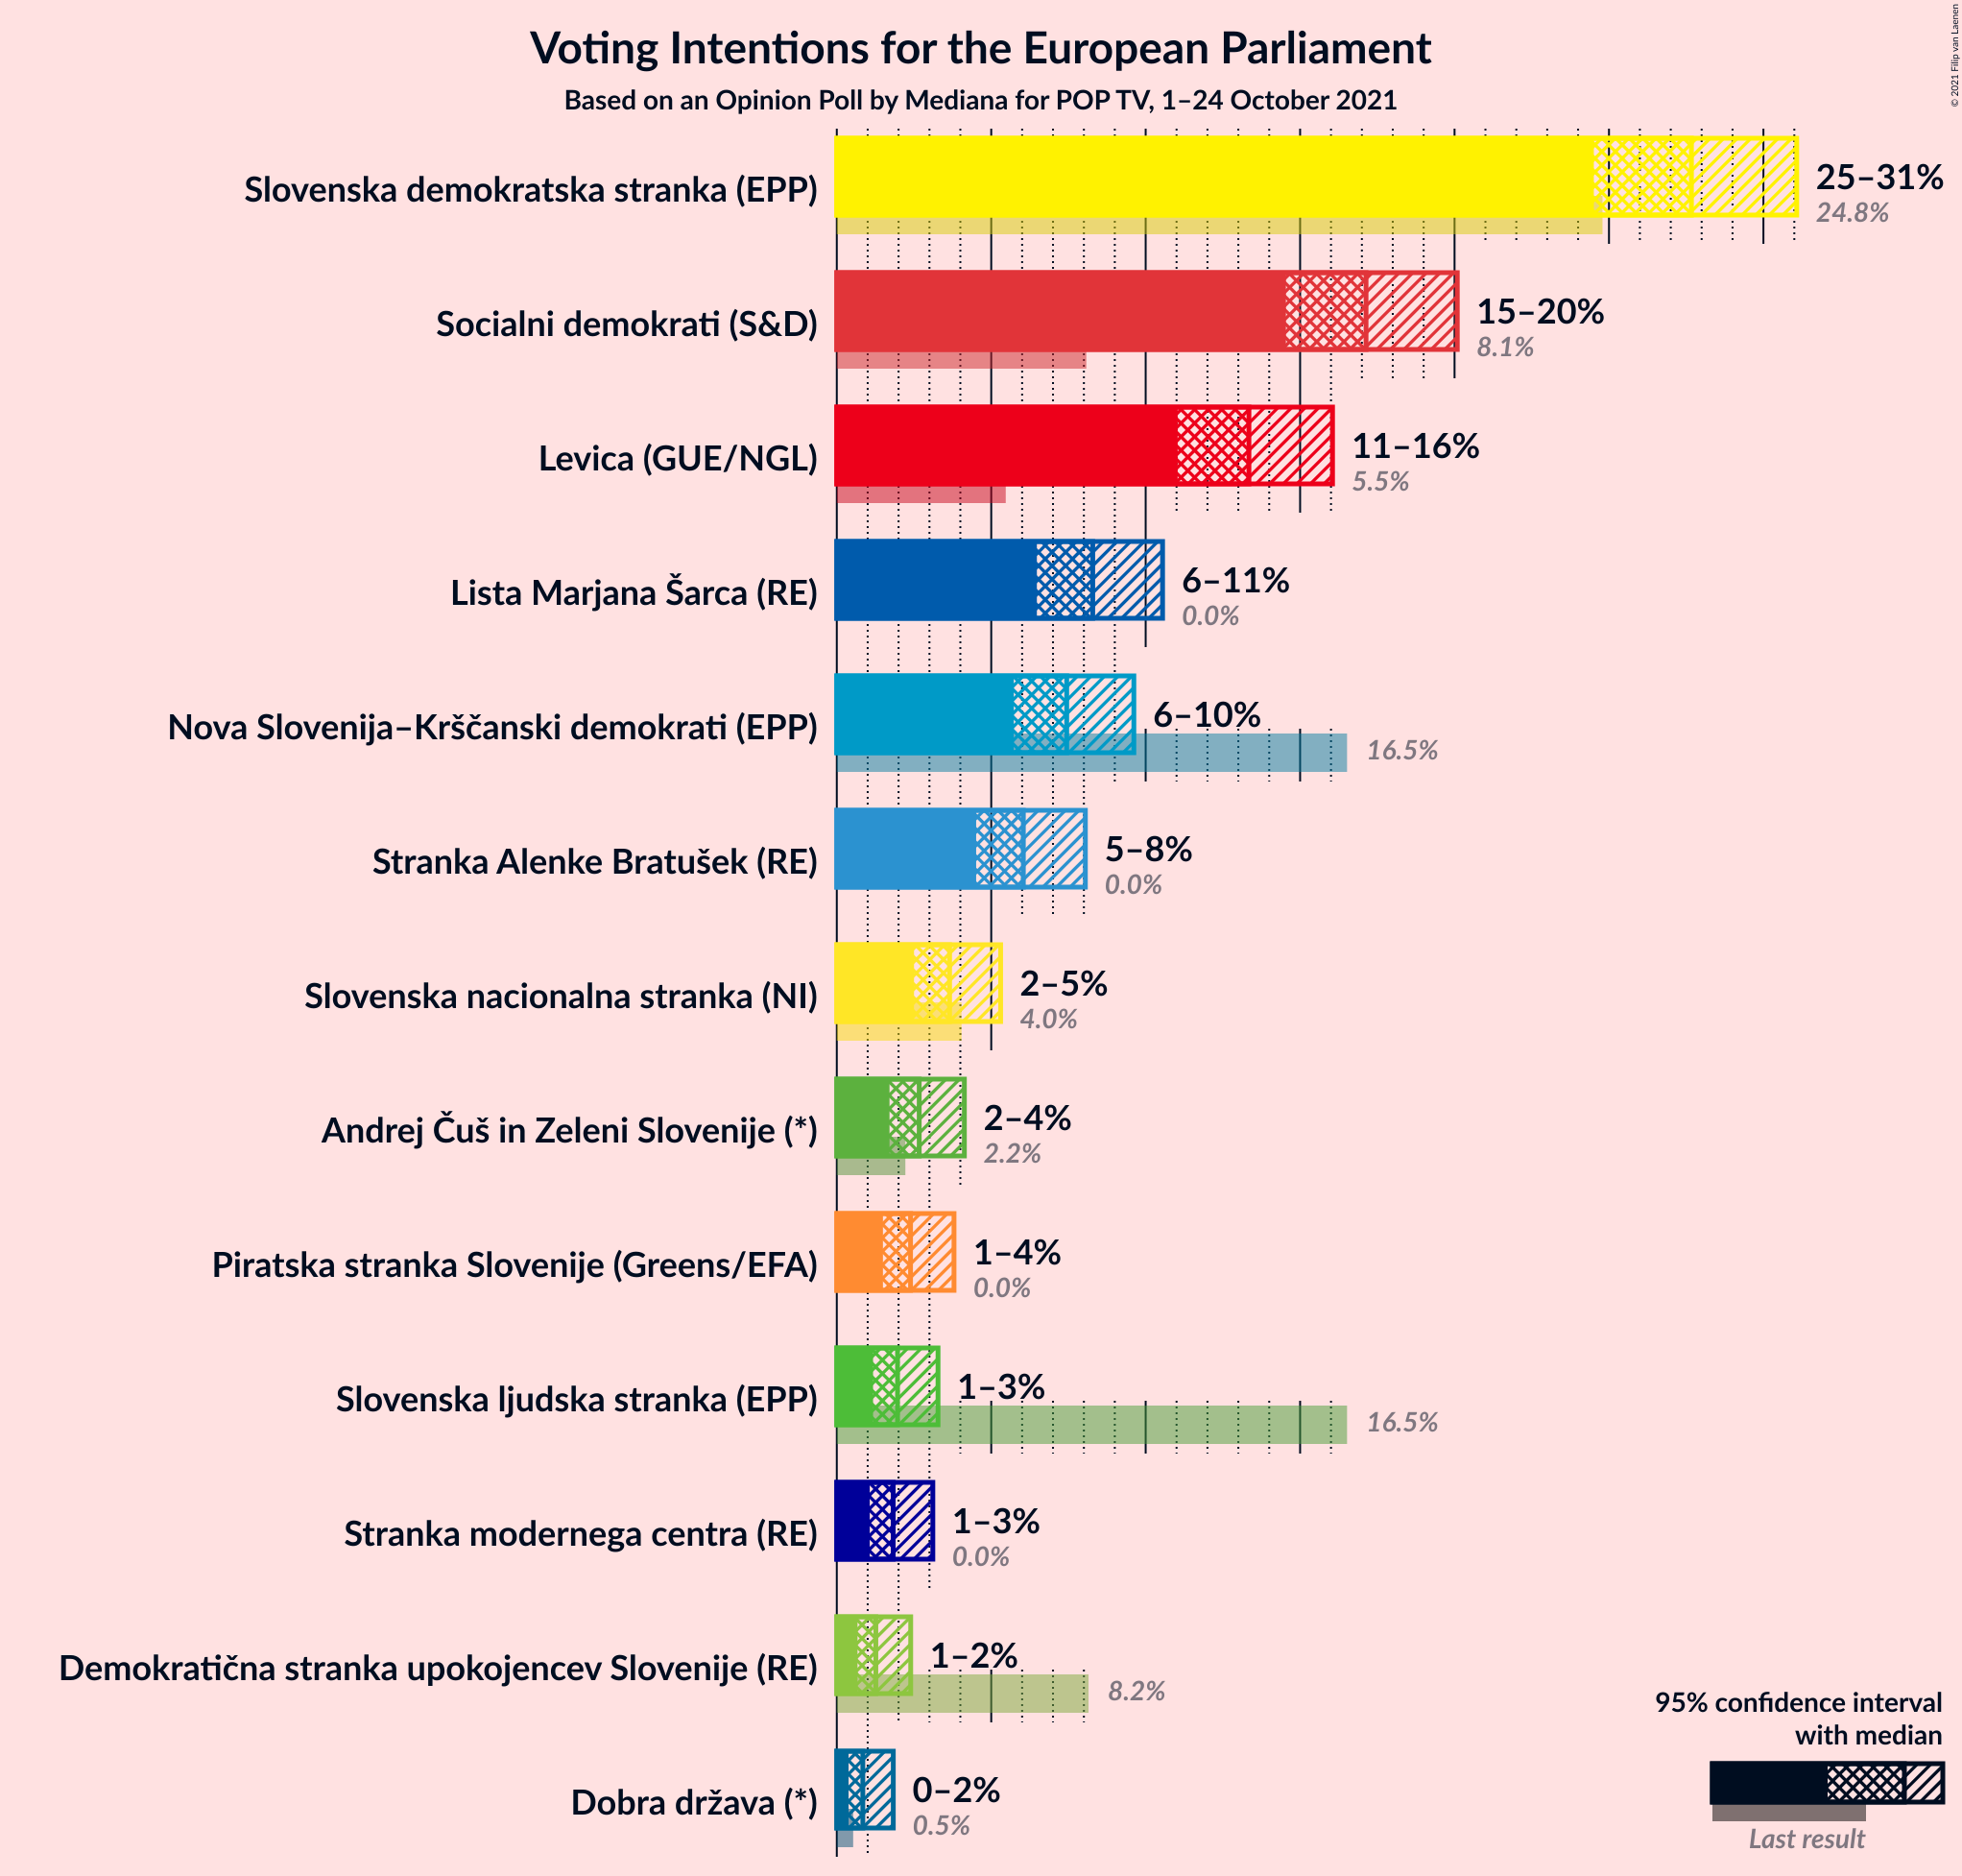 Voting Intentions for the European Parliament
Based on an Opinion Poll by Mediana for POP TV, 1–24 October 2021
© 2021 Filip van Laenen
Slovenska demokratska stranka (EPP)
25–31%
24.8%
Socialni demokrati (S&D)
15–20%
8.1%
Levica (GUE/NGL)
11–16%
5.5%
Lista Marjana Šarca (RE)
6–11%
0.0%
Nova Slovenija–Krščanski demokrati (EPP)
6–10%
16.5%
Stranka Alenke Bratušek (RE)
5–8%
0.0%
Slovenska nacionalna stranka (NI)
2–5%
4.0%
Andrej Čuš in Zeleni Slovenije (*)
2–4%
2.2%
Piratska stranka Slovenije (Greens/EFA)
1–4%
0.0%
Slovenska ljudska stranka (EPP)
1–3%
16.5%
Stranka modernega centra (RE)
1–3%
0.0%
Demokratična stranka upokojencev Slovenije (RE)
1–2%
8.2%
Dobra država (*)
0–2%
0.5%
95% confidence interval
with median
Last result